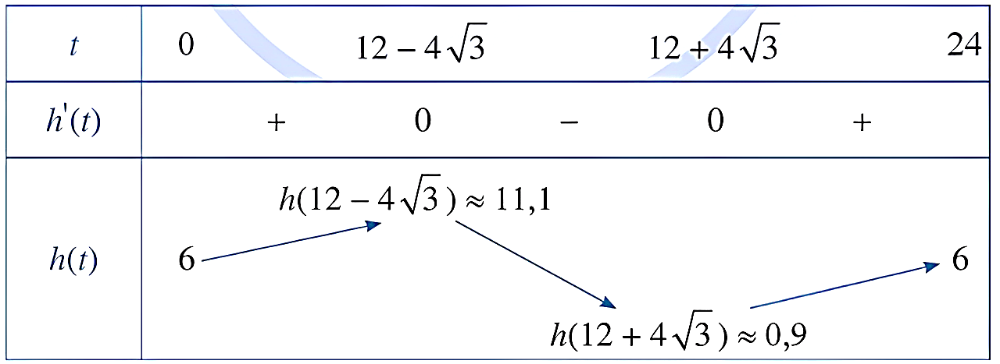 t 0 12 − 4√3 12 + 4√3 24
h'(t) + 0 − 0 +
h(12 − 4√3) ≈ 11,1
h(t) 6 6
h(12 + 4√3) ≈ 0,9